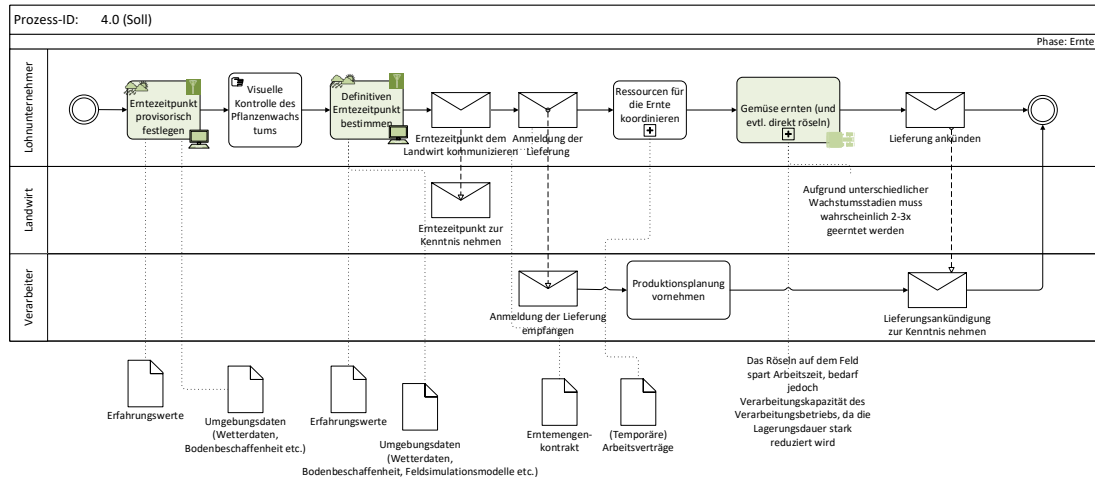 Prozess-ID: 4.0 (Soll)
Phase: Ernte
Lohnunternehmer
Erntezeitpunkt
provisorisch
festlegen
Visuelle
Kontrolle des
Pflanzenwachs
tums
Definitiven
Erntezeitpunkt
bestimmen
Erntezeitpunkt dem
Landwirt kommunizieren
Anmeldung der
Lieferung
Ressourcen für
die Ernte
koordinieren
Gemüse ernten (und
evtl. direkt röseln)
Lieferung ankünden
Landwirt
Erntezeitpunkt zur
Kenntnis nehmen
Aufgrund unterschiedlicher
Wachstumsstadien muss
wahrscheinlich 2-3x
geerntet werden
Verarbeiter
Anmeldung der Lieferung
empfangen
Produktionsplanung
vornehmen
Lieferungsankündigung
zur Kenntnis nehmen
Erfahrungswerte
Umgebungsdaten
(Wetterdaten,
Bodenbeschaffenheit etc.)
Erfahrungswerte
Umgebungsdaten
(Wetterdaten,
Bodenbeschaffenheit, Feldsimulationsmodelle etc.)
Erntemengen-
kontrakt
(Temporäre)
Arbeitsverträge
Das Röseln auf dem Feld
spart Arbeitszeit, bedarf
jedoch
Verarbeitungskapazität des
Verarbeitungsbetriebs, da die
Lagerungsdauer stark
reduziert wird